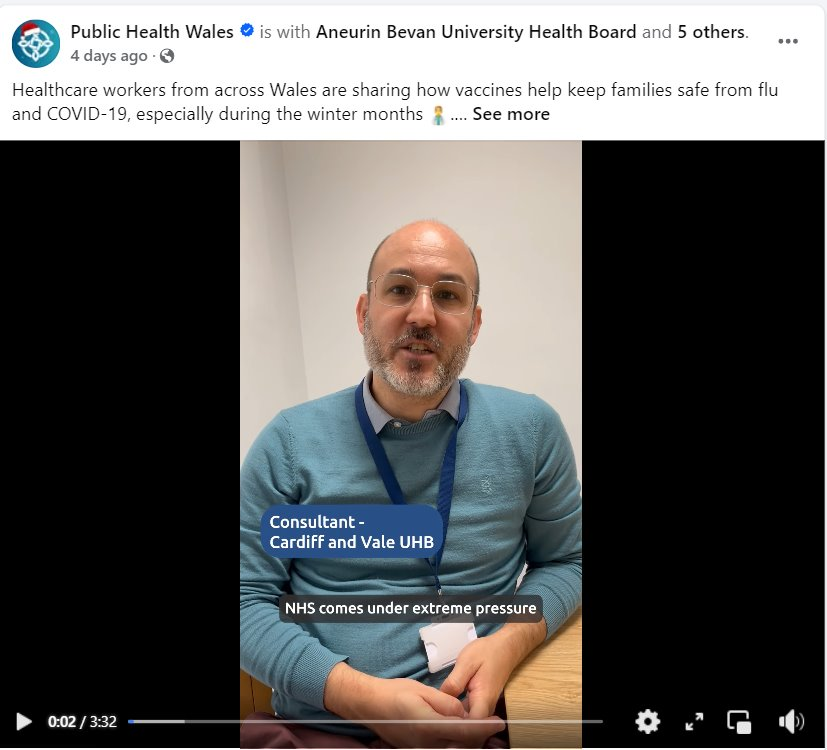 Public Health Wales is with Aneurin Bevan University Health Board and 5 others.
4 days ago ·
Healthcare workers from across Wales are sharing how vaccines help keep families safe from flu
and COVID-19, especially during the winter months .... See more
Consultant -
Cardiff and Vale UHB
NHS comes under extreme pressure
0:02 / 3:32